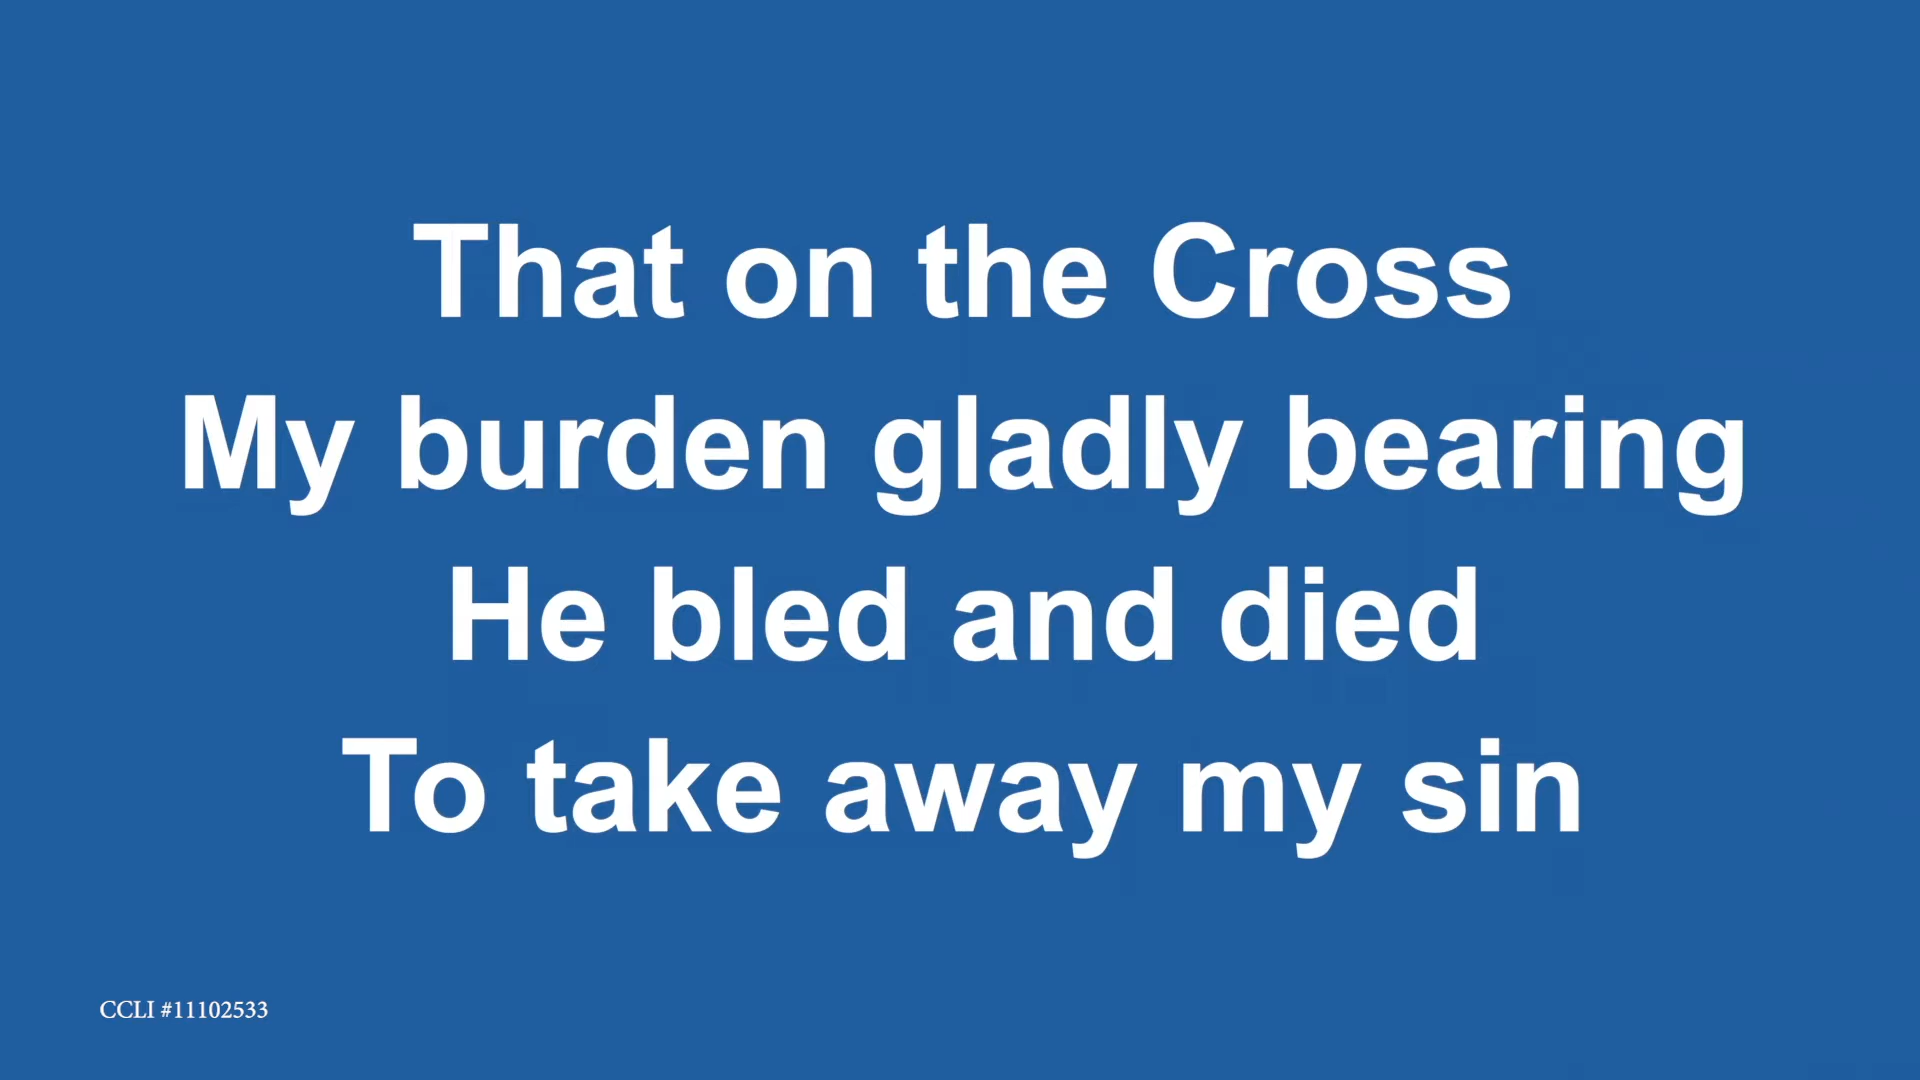 That on the Cross
My burden gladly bearing
He bled and died
To take away my sin
CCLI #11102533